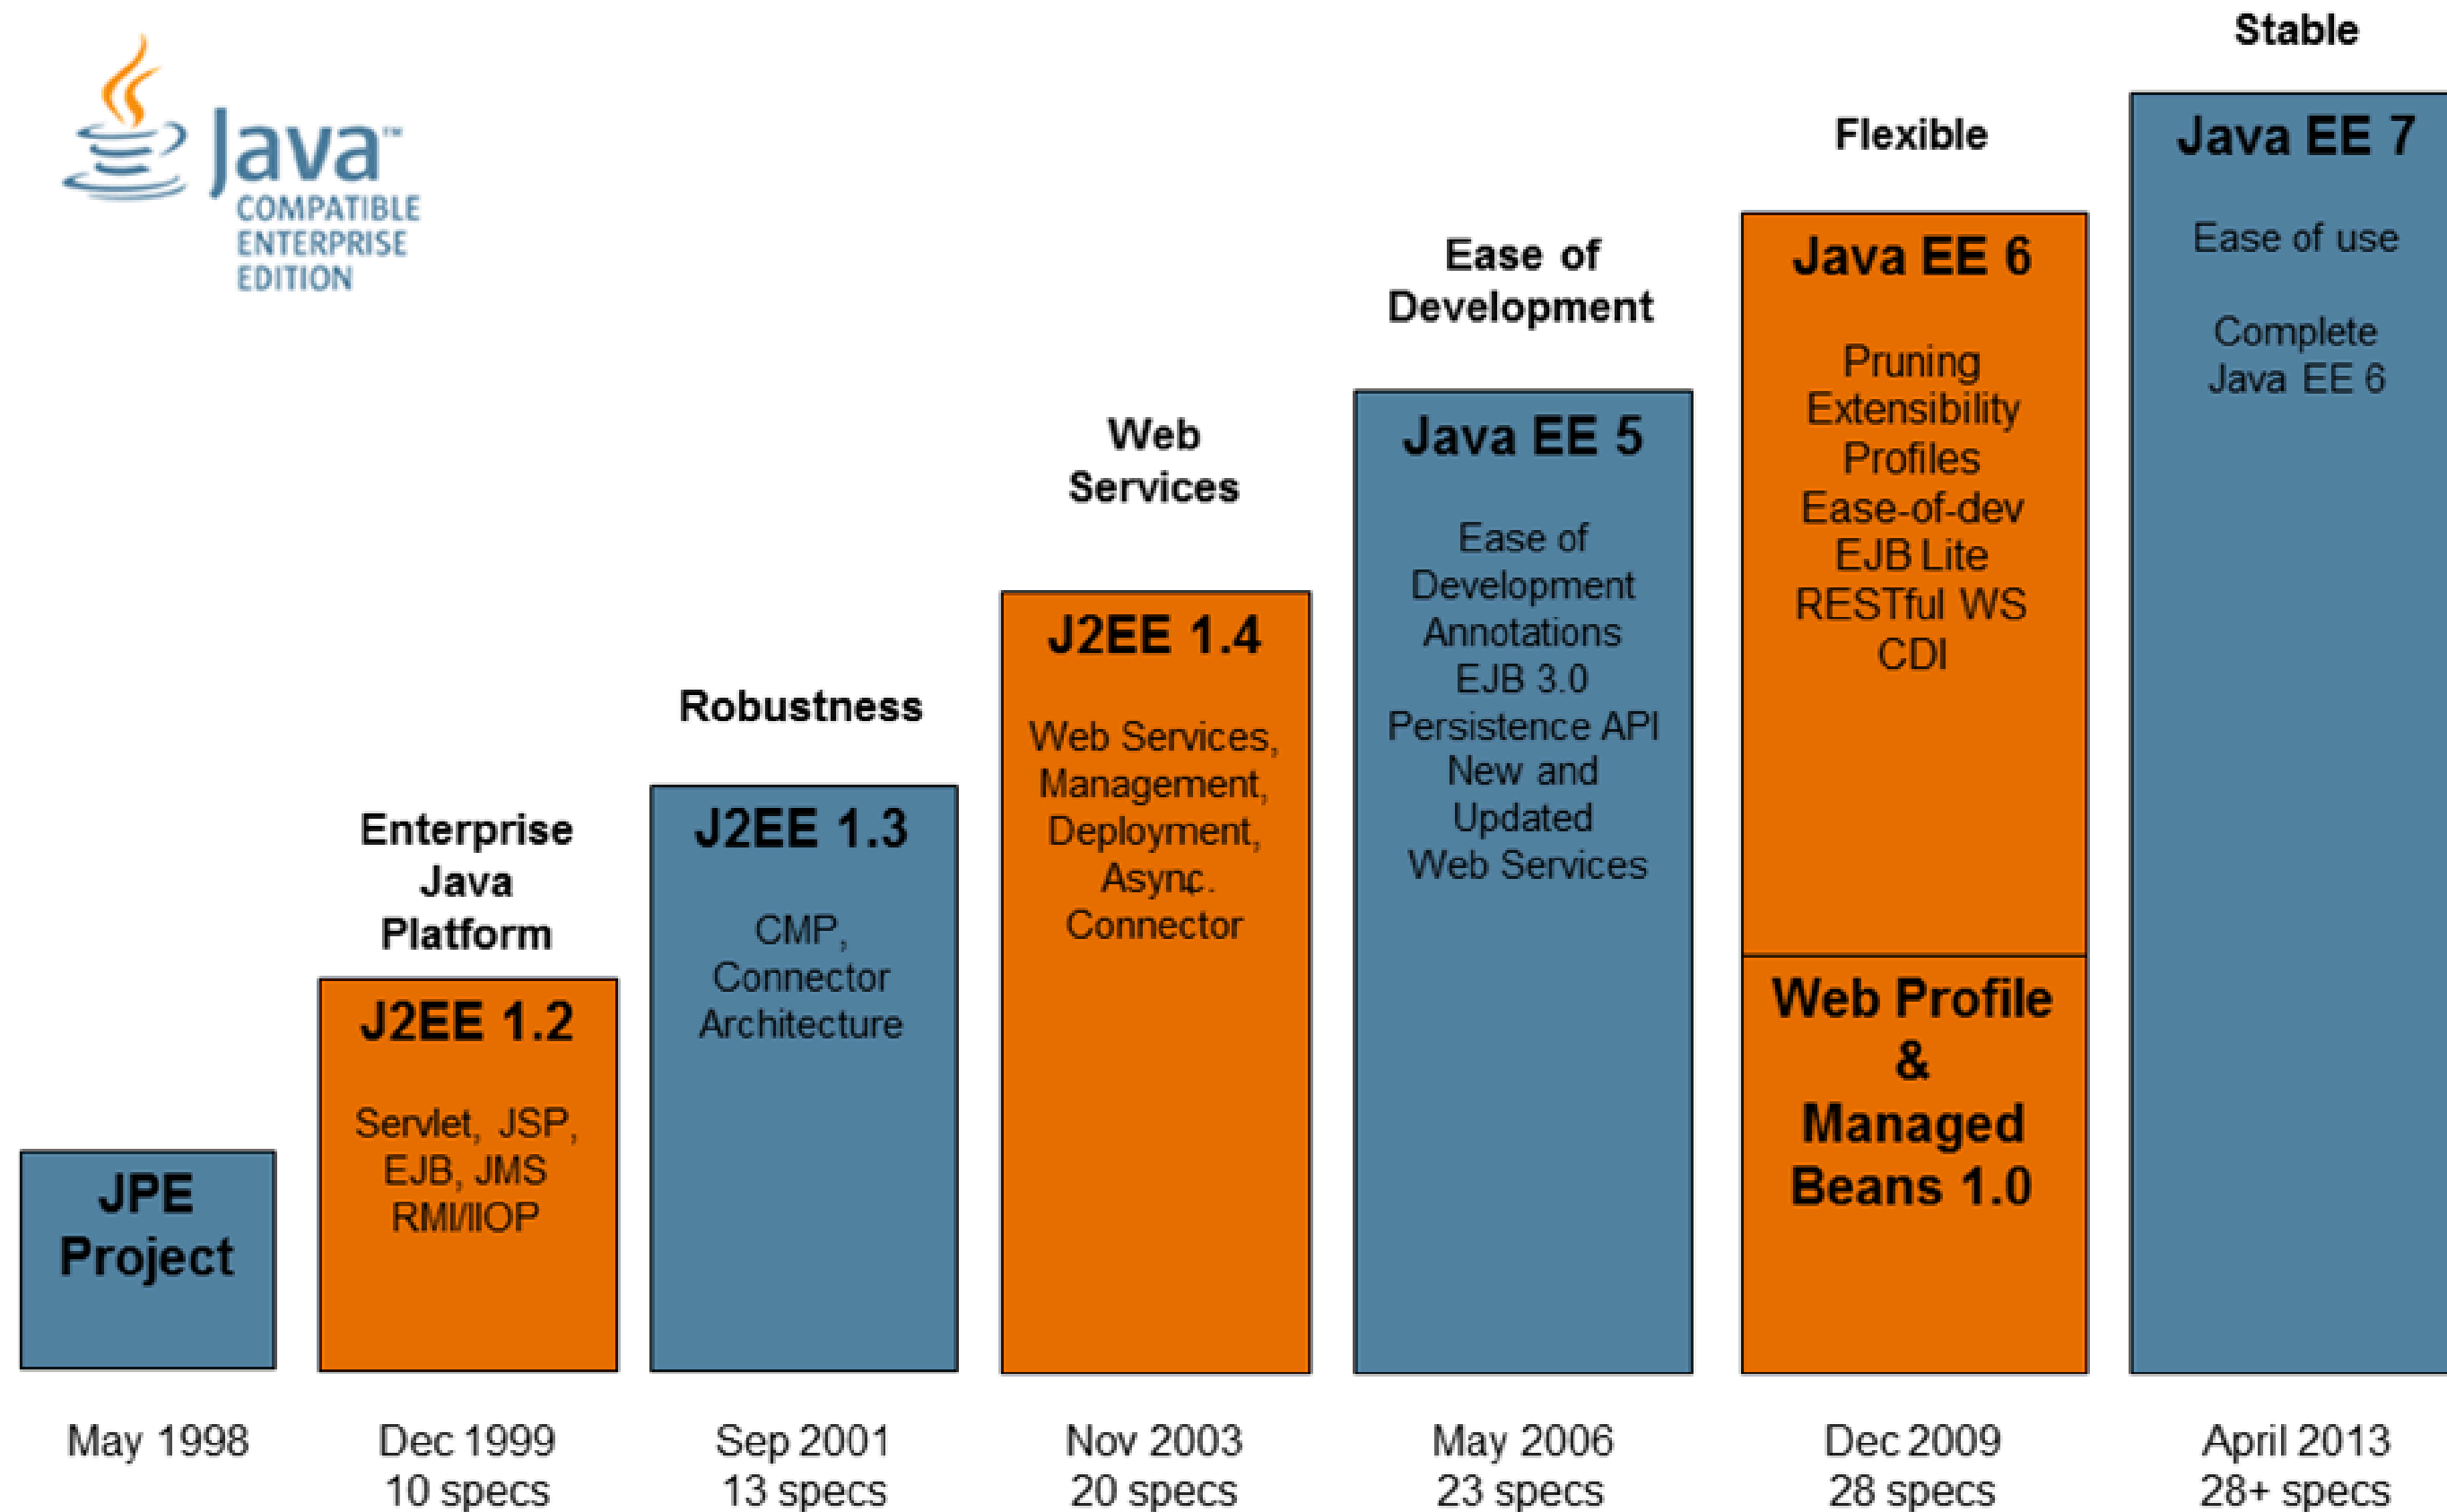 Java™
COMPATIBLE
ENTERPRISE
EDITION
JPE
Project
May 1998
Enterprise
Java
Platform
J2EE 1.2
Servlet, JSP,
EJB, JMS
RMI/IIOP
Dec 1999
10 specs
Robustness
J2EE 1.3
CMP,
Connector
Architecture
Sep 2001
13 specs
Web
Services
J2EE 1.4
Web Services,
Management,
Deployment,
Async.
Connector
Nov 2003
20 specs
Ease of
Development
Java EE 5
Ease of
Development
Annotations
EJB 3.0
Persistence API
New and
Updated
Web Services
May 2006
23 specs
Flexible
Java EE 6
Pruning
Extensibility
Profiles
Ease-of-dev
EJB Lite
RESTful WS
CDI
Web Profile
&
Managed
Beans 1.0
Dec 2009
28 specs
Stable
Java EE 7
Ease of use
Complete
Java EE 6
April 2013
28+ specs